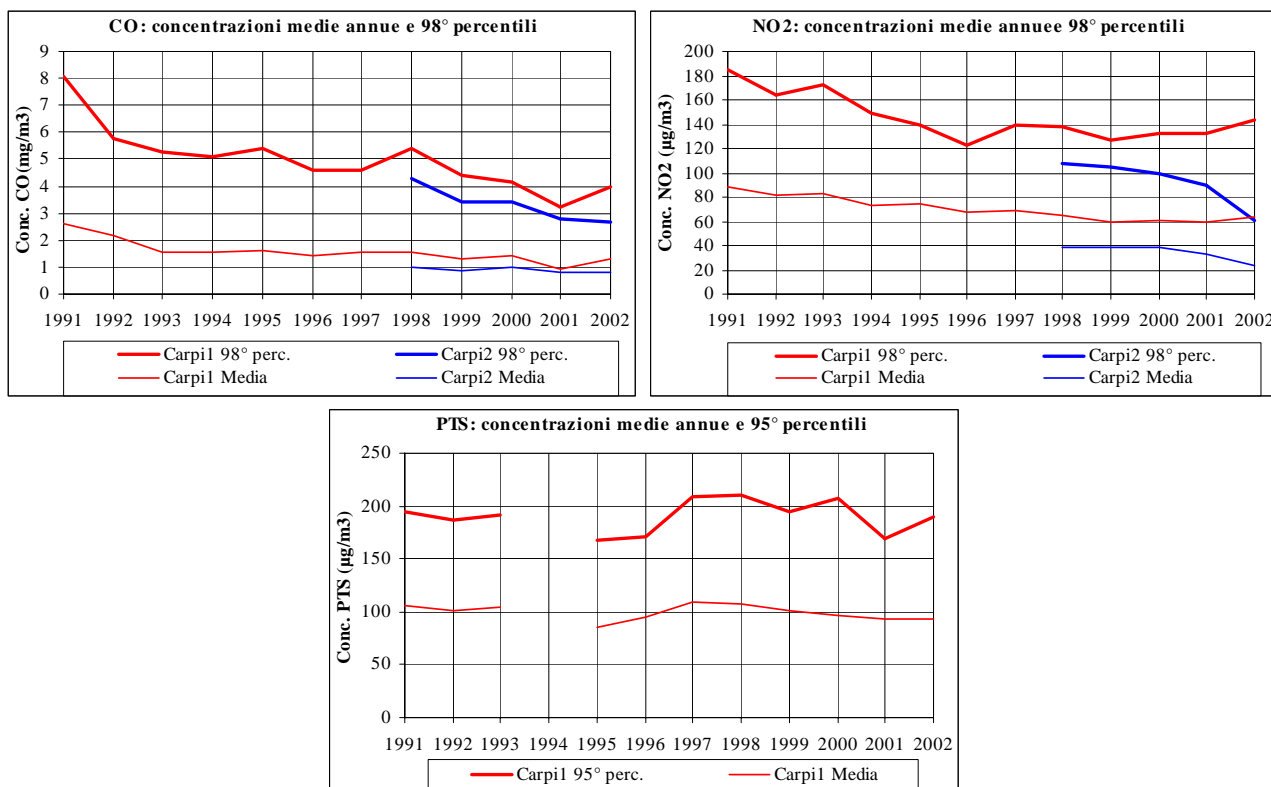 CO: concentrazioni medie annue e 98° percentili
Conc. CO(mg/m3)
9
8
7
6
5
4
3
2
1
0
1991 1992 1993 1994 1995 1996 1997 1998 1999 2000 2001 2002
Carpi1 98° perc. Carpi2 98° perc.
Carpi1 Media Carpi2 Media
NO2: concentrazioni medie annuee 98° percentili
Conc. NO2 (µg/m3)
200
180
160
140
120
100
80
60
40
20
0
1991 1992 1993 1994 1995 1996 1997 1998 1999 2000 2001 2002
Carpi1 98° perc. Carpi2 98° perc.
Carpi1 Media Carpi2 Media
PTS: concentrazioni medie annue e 95° percentili
Conc. PTS (µg/m3)
250
200
150
100
50
0
1991 1992 1993 1994 1995 1996 1997 1998 1999 2000 2001 2002
Carpi1 95° perc. Carpi1 Media